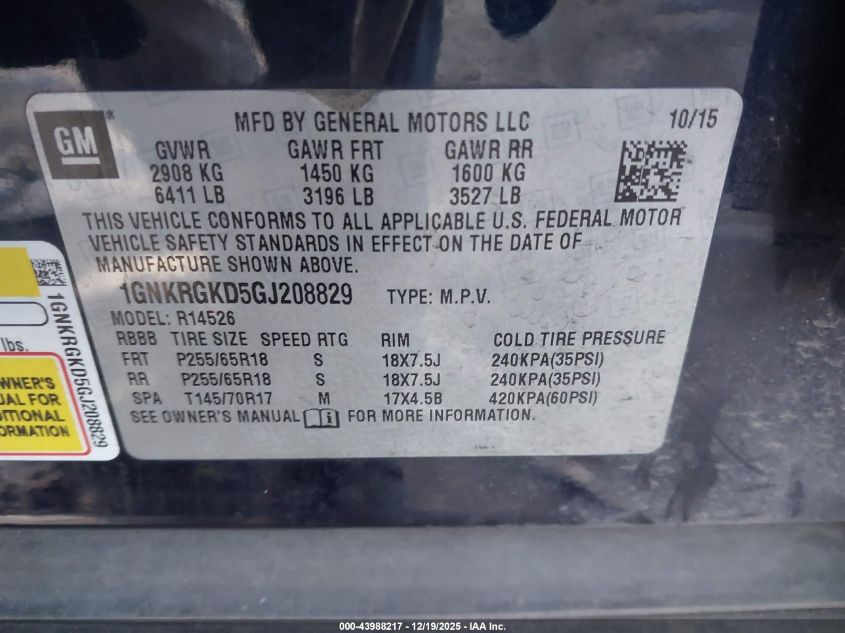 GM
MFD BY GENERAL MOTORS LLC 10/15
GVWR GAWR FRT GAWR RR
2908 KG 1450 KG 1600 KG
6411 LB 3196 LB 3527 LB
THIS VEHICLE CONFORMS TO ALL APPLICABLE U.S. FEDERAL MOTOR
VEHICLE SAFETY STANDARDS IN EFFECT ON THE DATE OF
MANUFACTURE SHOWN ABOVE.
1GNKRGKD5GJ208829 TYPE: M.P.V.
MODEL: R14526
RBBB TIRE SIZE SPEED RTG RIM COLD TIRE PRESSURE
FRT P255/65R18 S 18X7.5J 240KPA(35PSI)
RR P255/65R18 S 18X7.5J 240KPA(35PSI)
SPA T145/70R17 M 17X4.5B 420KPA(60PSI)
SEE OWNER'S MANUAL FOR MORE INFORMATION.
1GNKRGKD5GJ208829
lbs.
WNER'S
UAL FOR
DITIONAL
ORMATION
000-43988217 - 12/19/2025 - IAA Inc.